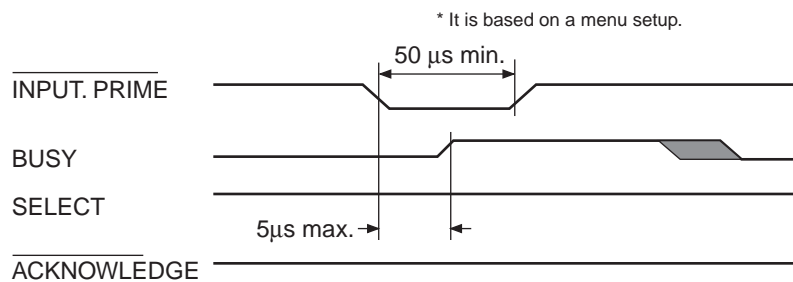 * It is based on a menu setup.
50 μs min.
INPUT. PRIME
BUSY
SELECT
5μs max.
ACKNOWLEDGE